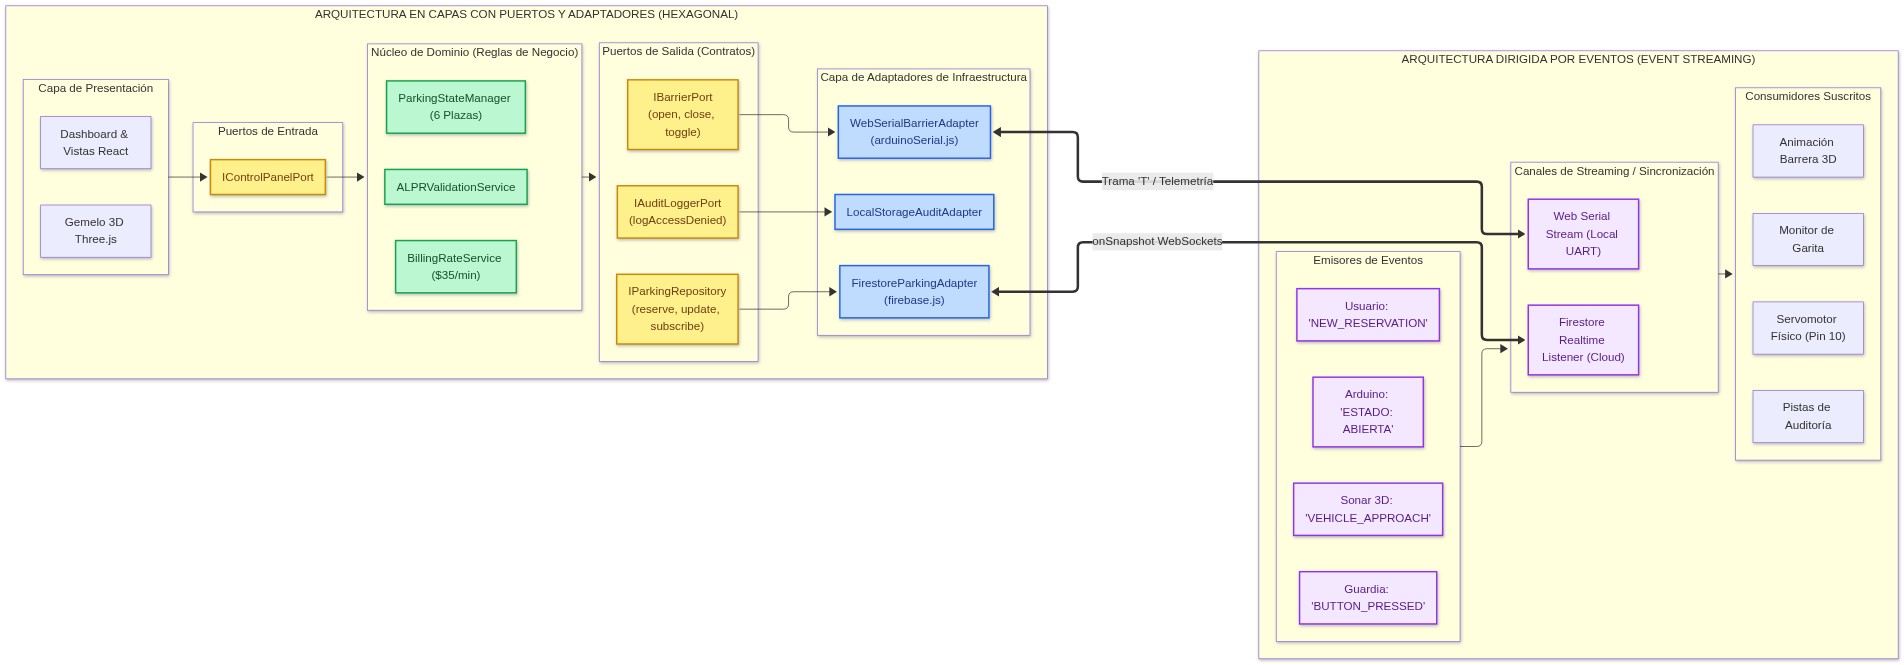 ARQUITECTURA EN CAPAS CON PUERTOS Y ADAPTADORES (HEXAGONAL)
Capa de Presentación
Dashboard &
Vistas React
Gemelo 3D
Three.js
Puertos de Entrada
IControlPanelPort
Núcleo de Dominio (Reglas de Negocio)
ParkingStateManager
(6 Plazas)
ALPRValidationService
BillingRateService
($35/min)
Puertos de Salida (Contratos)
IBarrierPort
(open, close,
toggle)
IAuditLoggerPort
(logAccessDenied)
IParkingRepository
(reserve, update,
subscribe)
Capa de Adaptadores de Infraestructura
WebSerialBarrierAdapter
(arduinoSerial.js)
LocalStorageAuditAdapter
FirestoreParkingAdapter
(firebase.js)
Trama 'T' / Telemetría
onSnapshot WebSockets
ARQUITECTURA DIRIGIDA POR EVENTOS (EVENT STREAMING)
Emisores de Eventos
Usuario:
'NEW_RESERVATION'
Arduino:
'ESTADO:
ABIERTA'
Sonar 3D:
'VEHICLE_APPROACH'
Guardia:
'BUTTON_PRESSED'
Canales de Streaming / Sincronización
Web Serial
Stream (Local
UART)
Firestore
Realtime
Listener (Cloud)
Consumidores Suscritos
Animación
Barrera 3D
Monitor de
Garita
Servomotor
Físico (Pin 10)
Pistas de
Auditoría